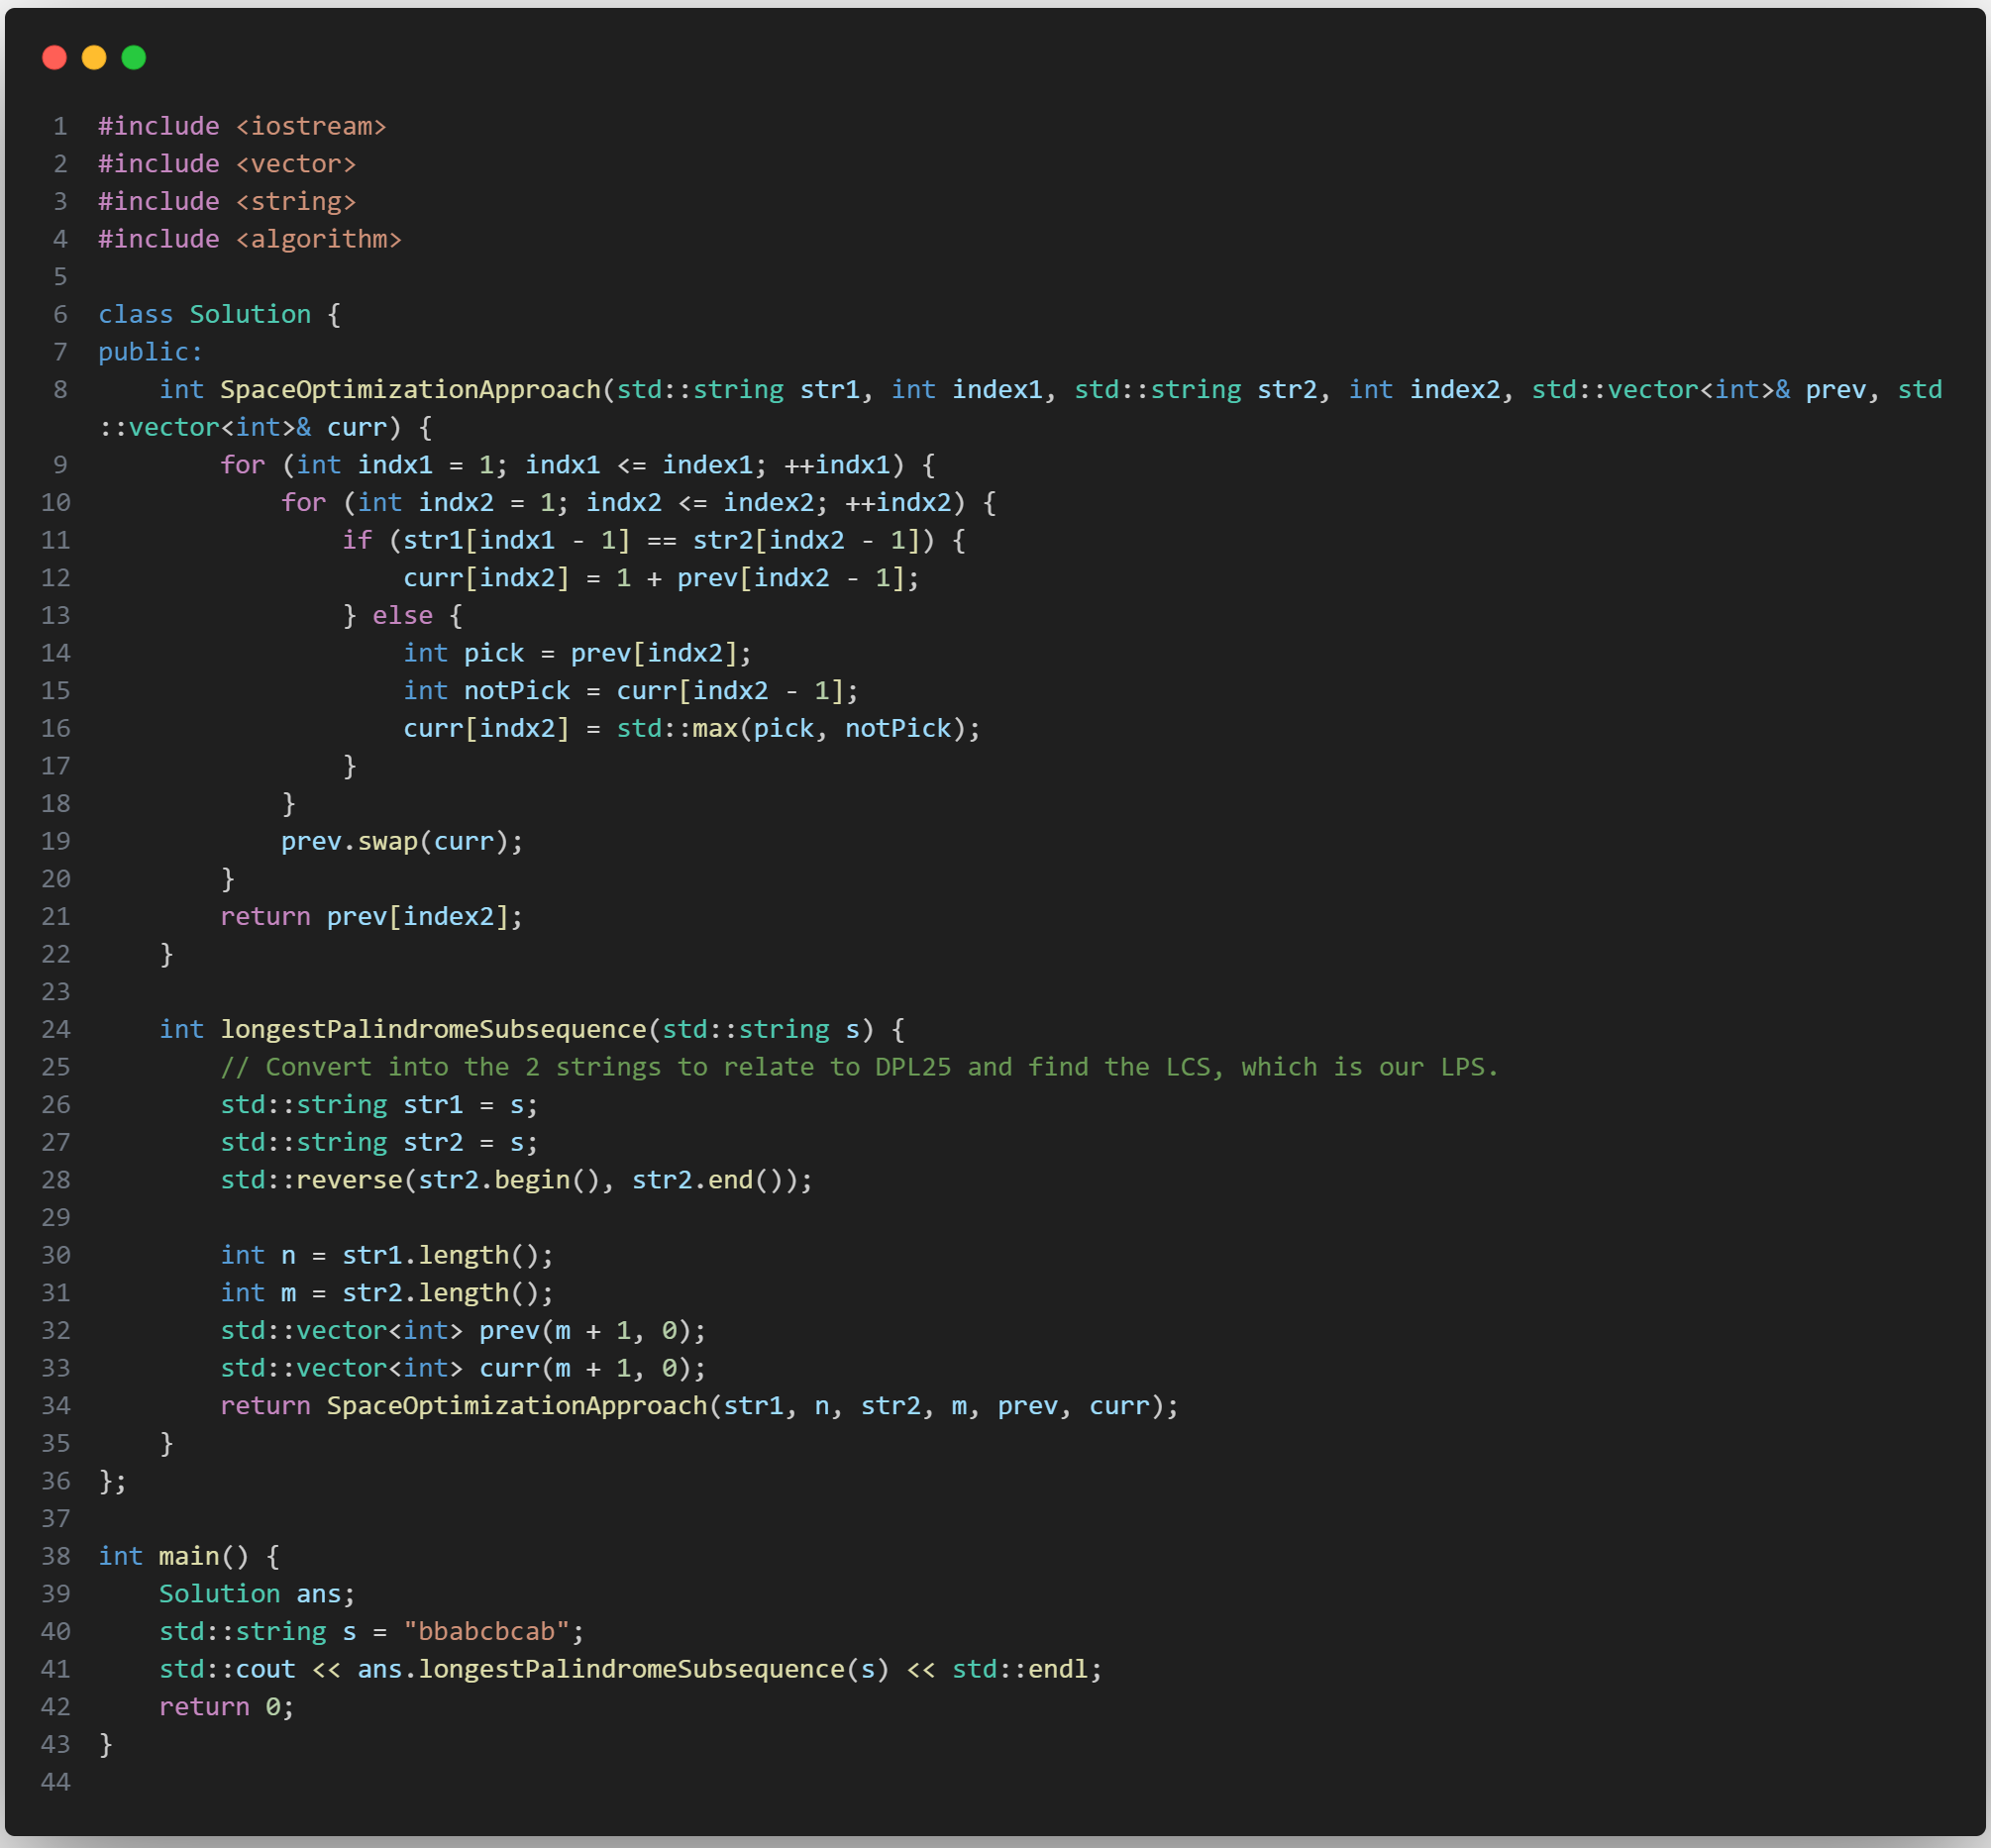 1 #include <iostream>
2 #include <vector>
3 #include <string>
4 #include <algorithm>
5
6 class Solution {
7 public:
8     int SpaceOptimizationApproach(std::string str1, int index1, std::string str2, int index2, std::vector<int>& prev, std
::vector<int>& curr) {
9         for (int indx1 = 1; indx1 <= index1; ++indx1) {
10             for (int indx2 = 1; indx2 <= index2; ++indx2) {
11                 if (str1[indx1 - 1] == str2[indx2 - 1]) {
12                     curr[indx2] = 1 + prev[indx2 - 1];
13                 } else {
14                     int pick = prev[indx2];
15                     int notPick = curr[indx2 - 1];
16                     curr[indx2] = std::max(pick, notPick);
17                 }
18             }
19             prev.swap(curr);
20         }
21         return prev[index2];
22     }
23
24     int longestPalindromeSubsequence(std::string s) {
25         // Convert into the 2 strings to relate to DPL25 and find the LCS, which is our LPS.
26         std::string str1 = s;
27         std::string str2 = s;
28         std::reverse(str2.begin(), str2.end());
29
30         int n = str1.length();
31         int m = str2.length();
32         std::vector<int> prev(m + 1, 0);
33         std::vector<int> curr(m + 1, 0);
34         return SpaceOptimizationApproach(str1, n, str2, m, prev, curr);
35     }
36 };
37
38 int main() {
39     Solution ans;
40     std::string s = "bbabcbcab";
41     std::cout << ans.longestPalindromeSubsequence(s) << std::endl;
42     return 0;
43 }
44